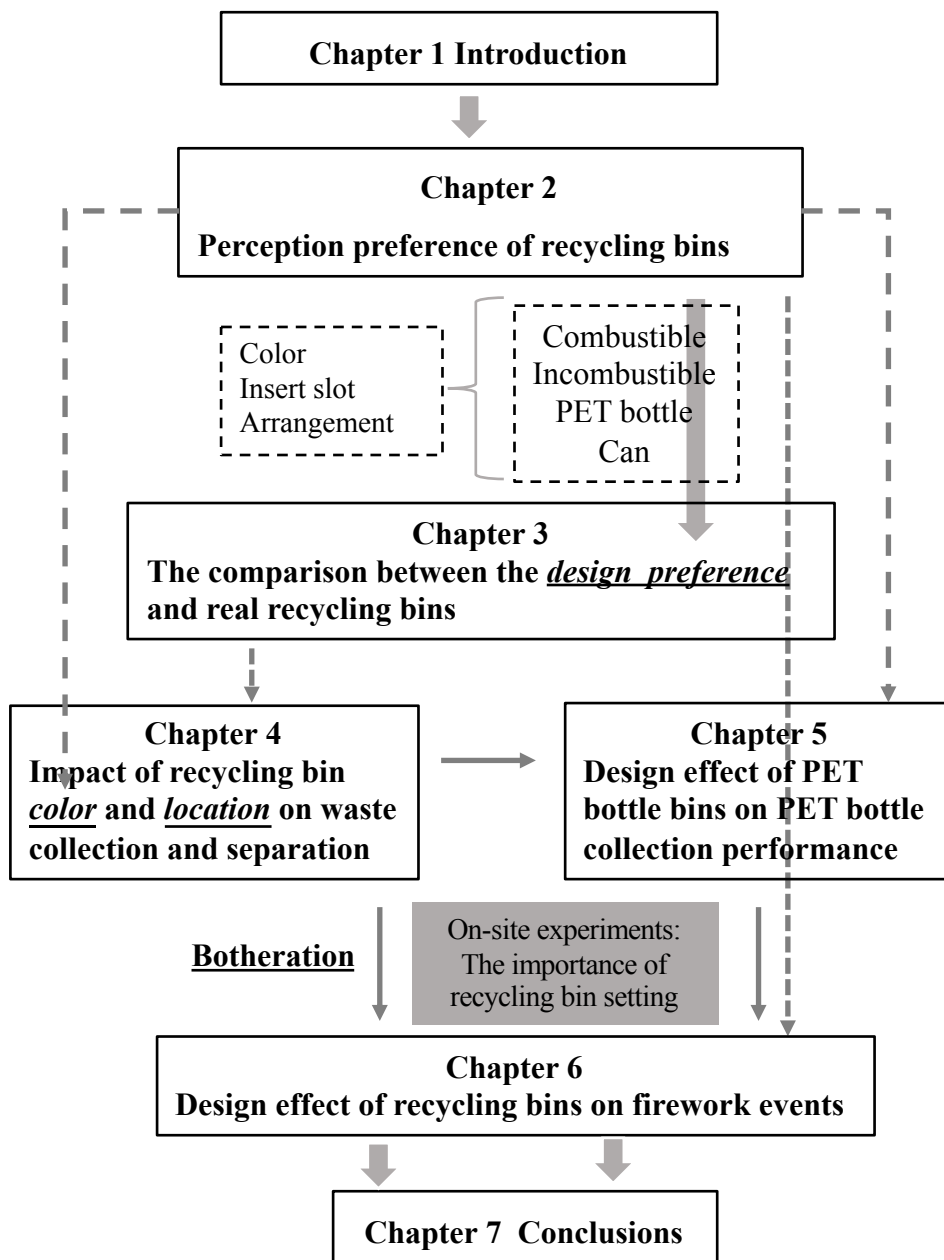 Chapter 1 Introduction
Chapter 2
Perception preference of recycling bins
Color
Insert slot
Arrangement
Combustible
Incombustible
PET bottle
Can
Chapter 3
The comparison between the design preference
and real recycling bins
Chapter 4
Impact of recycling bin
color and location on waste
collection and separation
Chapter 5
Design effect of PET
bottle bins on PET bottle
collection performance
Botheration
On-site experiments:
The importance of
recycling bin setting
Chapter 6
Design effect of recycling bins on firework events
Chapter 7 Conclusions